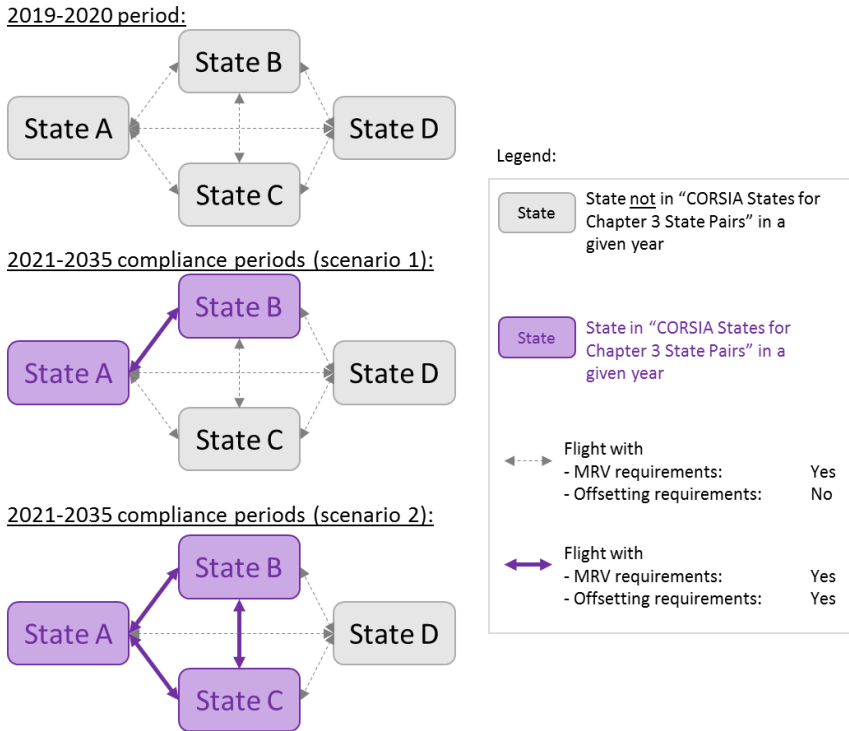 2019-2020 period:
State B
State A
State D
State C
2021-2035 compliance periods (scenario 1):
State B
State A
State D
State C
2021-2035 compliance periods (scenario 2):
State B
State A
State D
State C
Legend:
State
State not in “CORSIA States for
Chapter 3 State Pairs” in a
given year
State
State in “CORSIA States for
Chapter 3 State Pairs” in a
given year
Flight with
- MRV requirements: Yes
- Offsetting requirements: No
Flight with
- MRV requirements: Yes
- Offsetting requirements: Yes